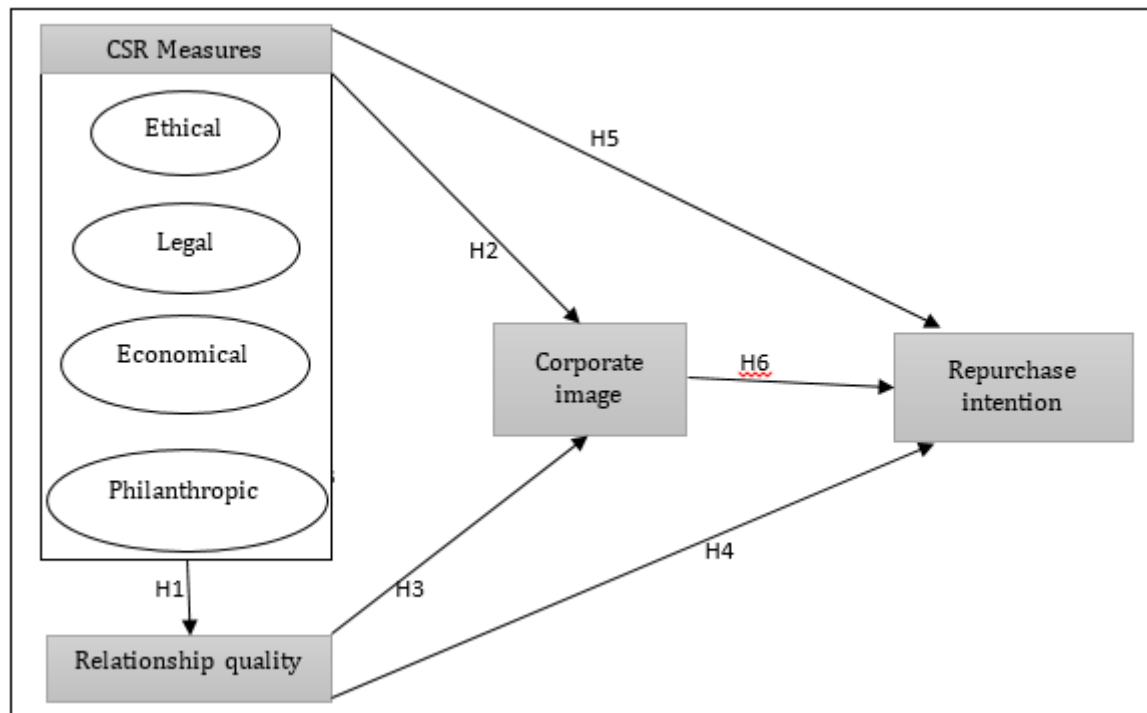 CSR Measures
Ethical
H5
Legal
H2
Economical
Corporate
image
H6
Repurchase
intention
Philanthropic
H1
H3
H4
Relationship quality